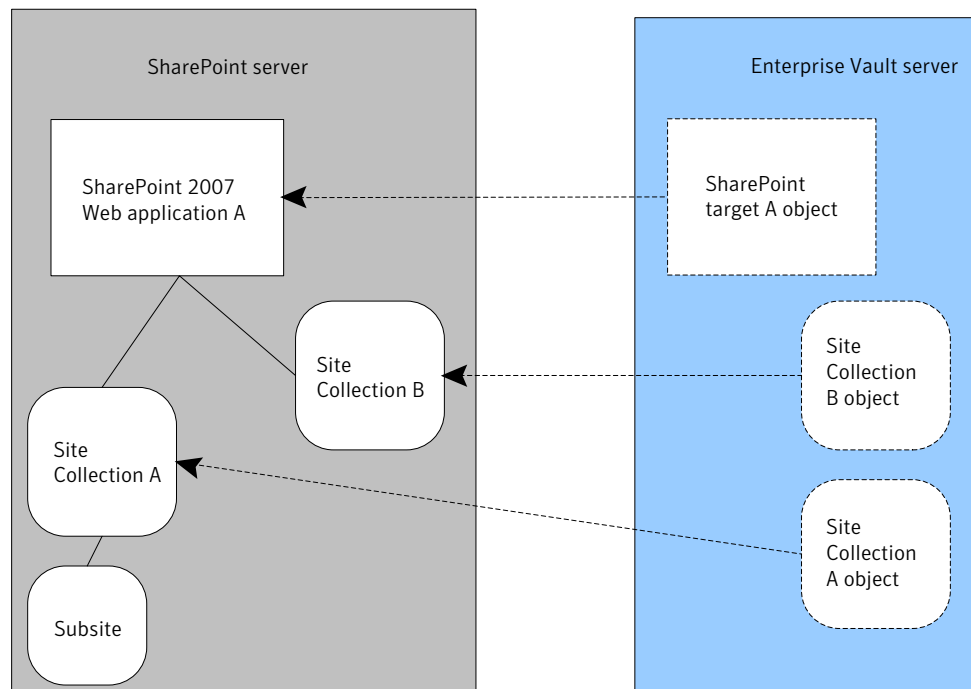 SharePoint server
SharePoint 2007
Web application A
Site
Collection B
Site
Collection A
Subsite
Enterprise Vault server
SharePoint
target A object
Site
Collection
B object
Site
Collection
A object